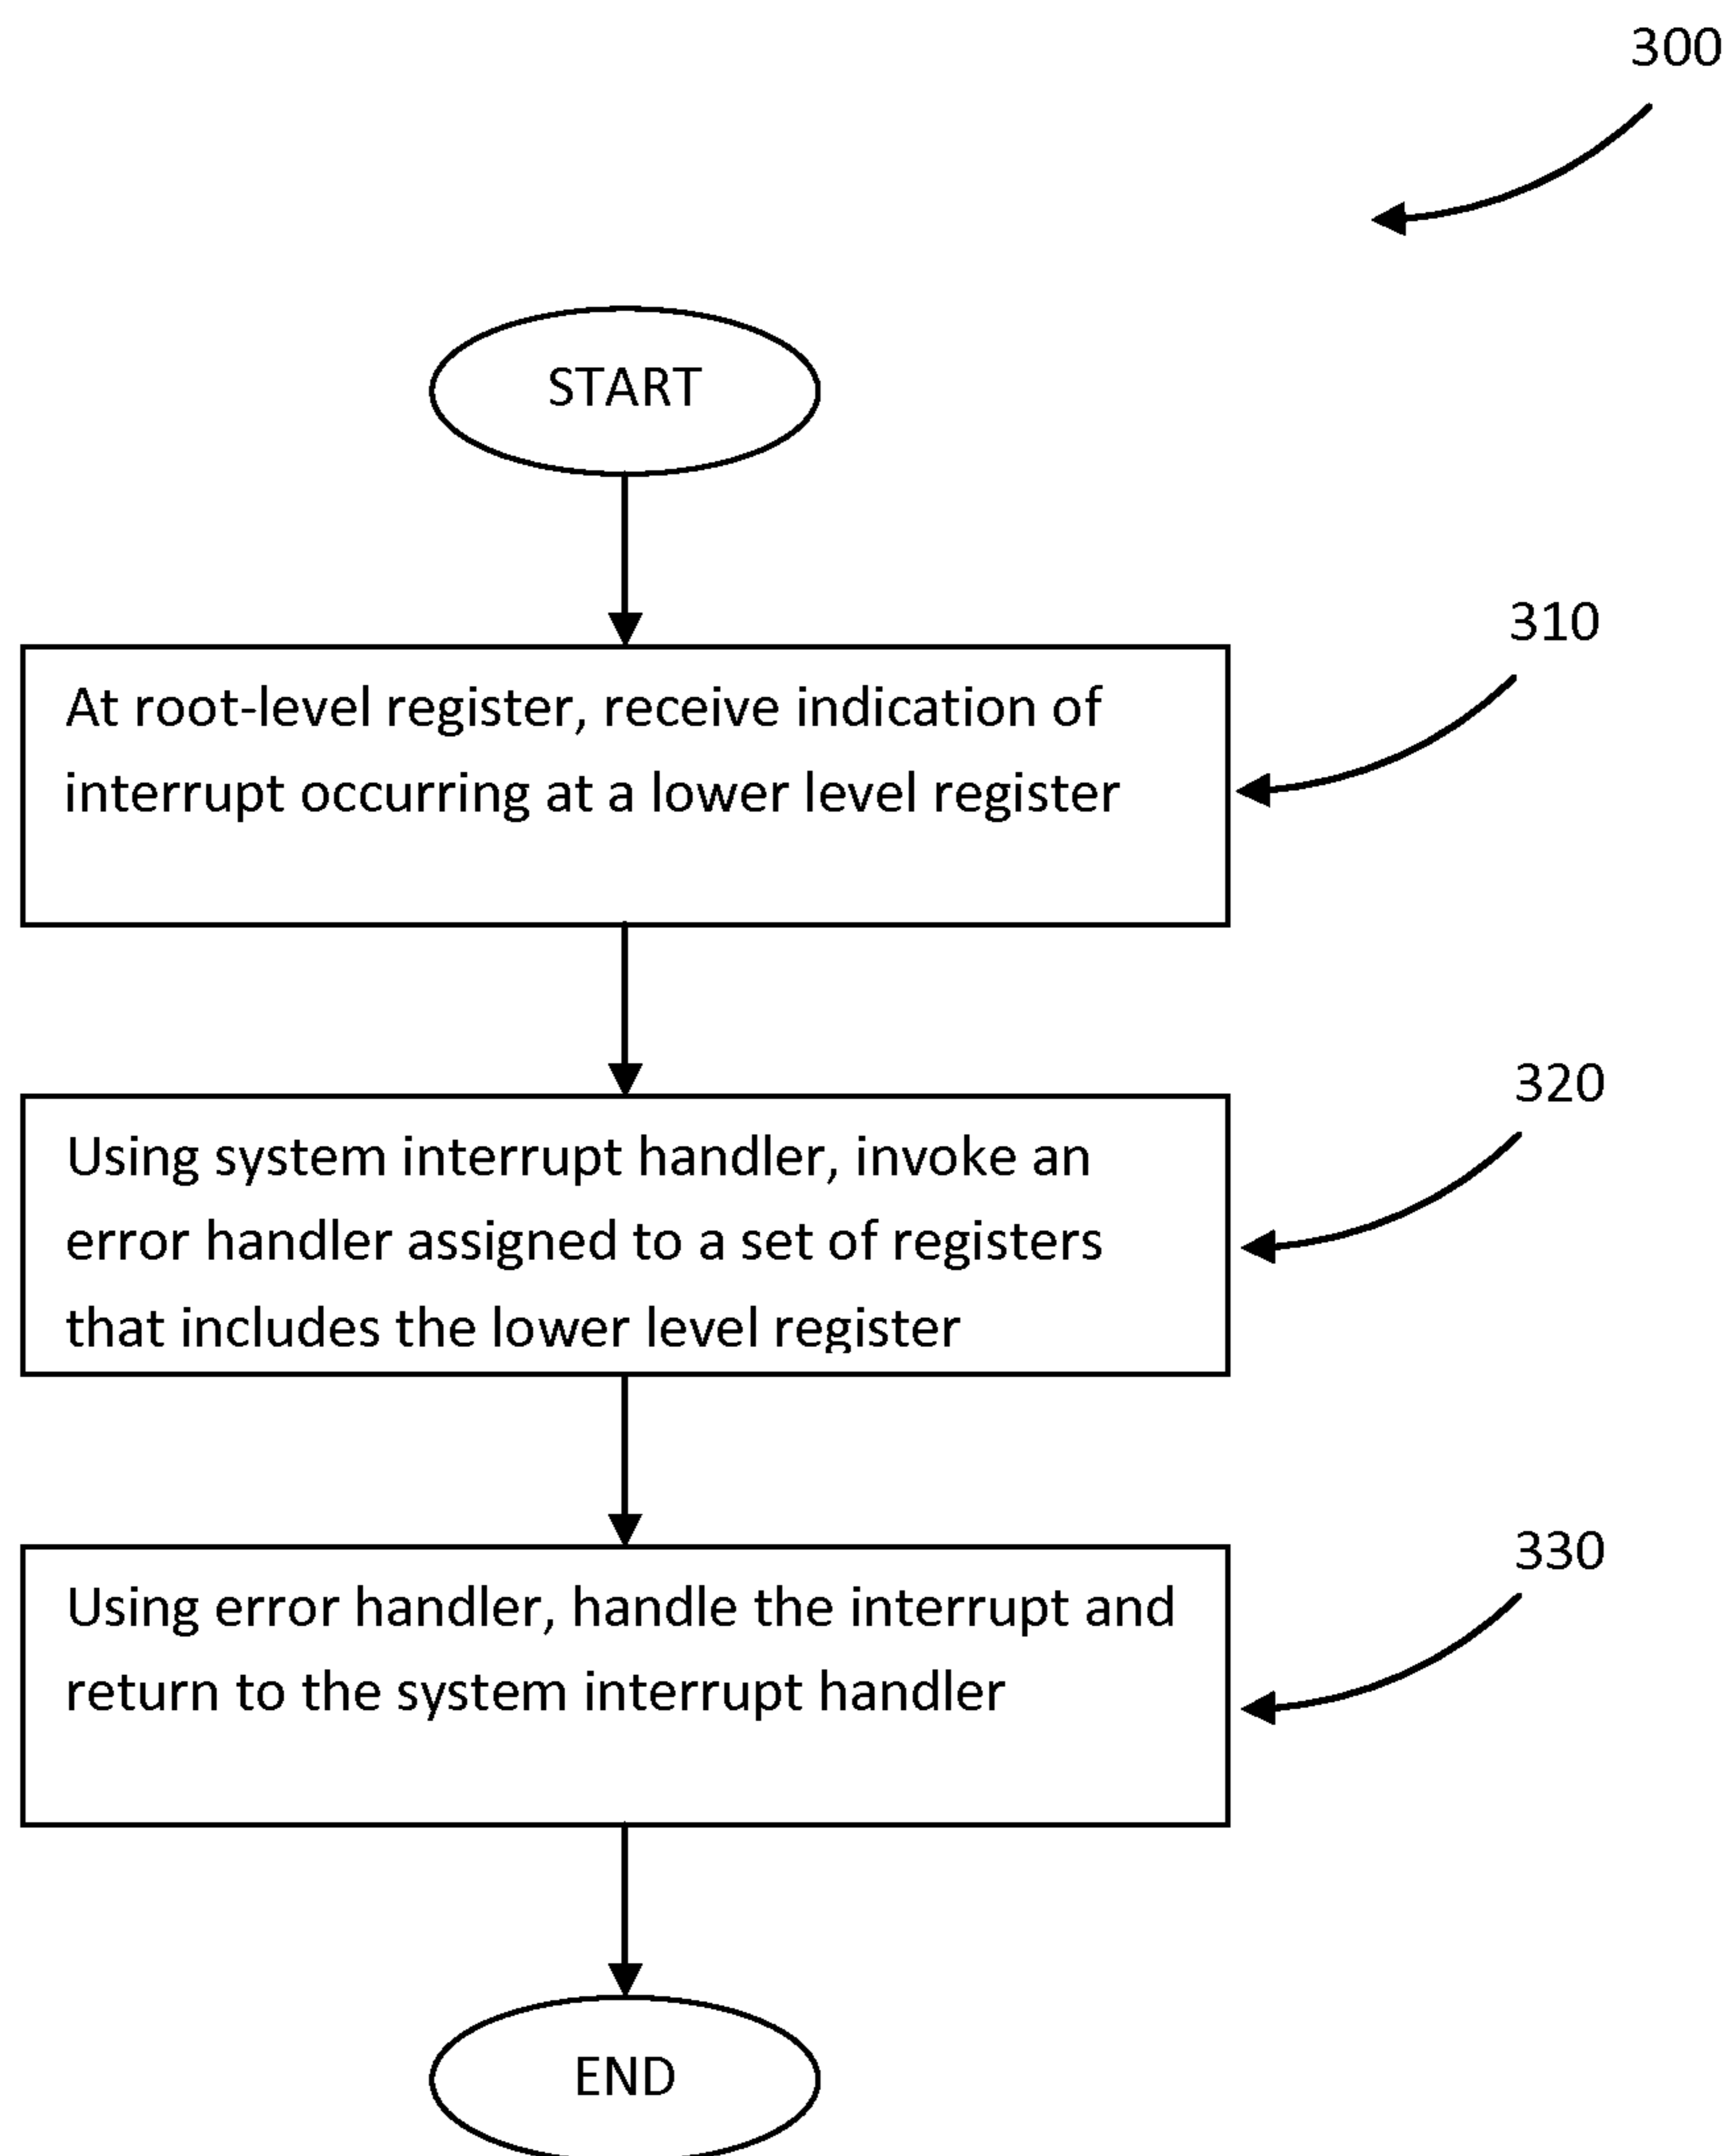 300
START
310
At root-level register, receive indication of
interrupt occurring at a lower level register
320
Using system interrupt handler, invoke an
error handler assigned to a set of registers
that includes the lower level register
330
Using error handler, handle the interrupt and
return to the system interrupt handler
END